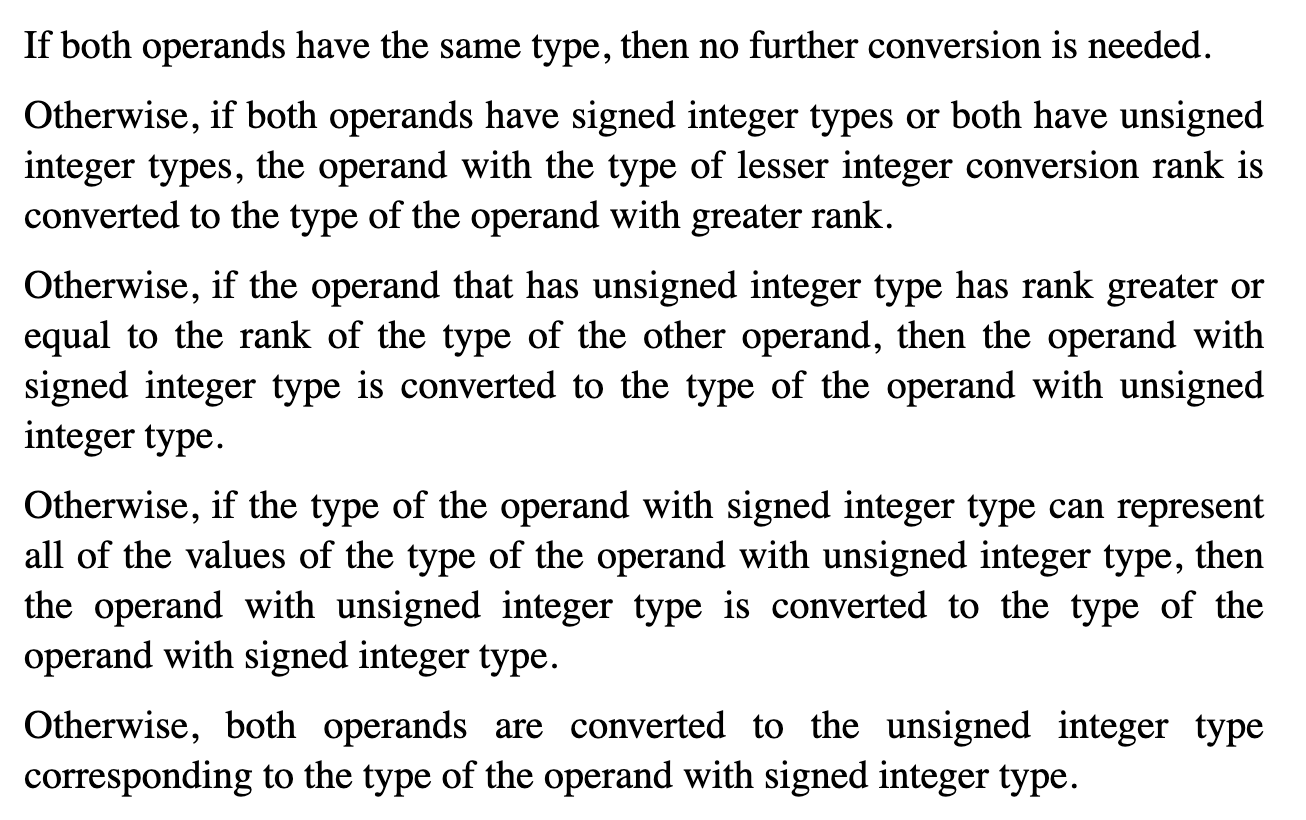 If both operands have the same type, then no further conversion is needed.
Otherwise, if both operands have signed integer types or both have unsigned
integer types, the operand with the type of lesser integer conversion rank is
converted to the type of the operand with greater rank.
Otherwise, if the operand that has unsigned integer type has rank greater or
equal to the rank of the type of the other operand, then the operand with
signed integer type is converted to the type of the operand with unsigned
integer type.
Otherwise, if the type of the operand with signed integer type can represent
all of the values of the type of the operand with unsigned integer type, then
the operand with unsigned integer type is converted to the type of the
operand with signed integer type.
Otherwise, both operands are converted to the unsigned integer type
corresponding to the type of the operand with signed integer type.